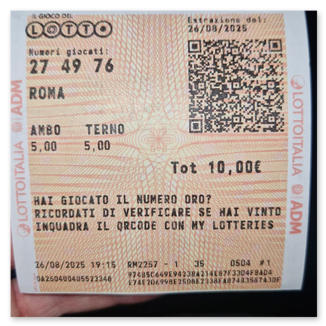 IL GIOCO DEL
LOTTO
Estrazione del:
26/08/2025
Numeri giocati:
27 49 76
ROMA
AMBO TERNO
5,00 5,00
Tot 10,00€
HAI GIOCATO IL NUMERO ORO?
RICORDATI DI VERIFICARE SE HAI VINTO
INQUADRA IL QRCODE CON MY LOTTERIES
26/08/2025 19:15 RM2257 - 1 35 0504 #1
LOTTOITALIA ADM
LOTTOITALIA ADM